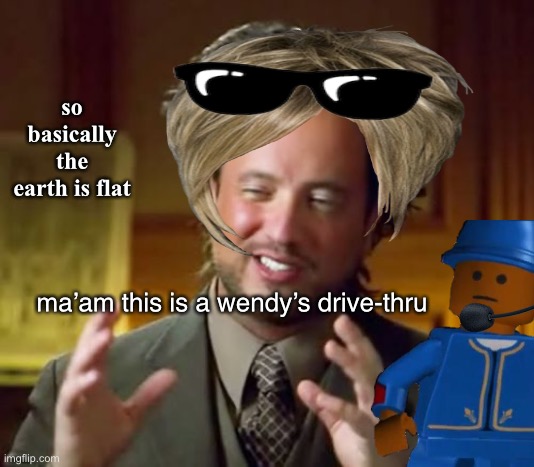 so
basically
the
earth is flat
ma’am this is a wendy’s drive-thru
imgflip.com